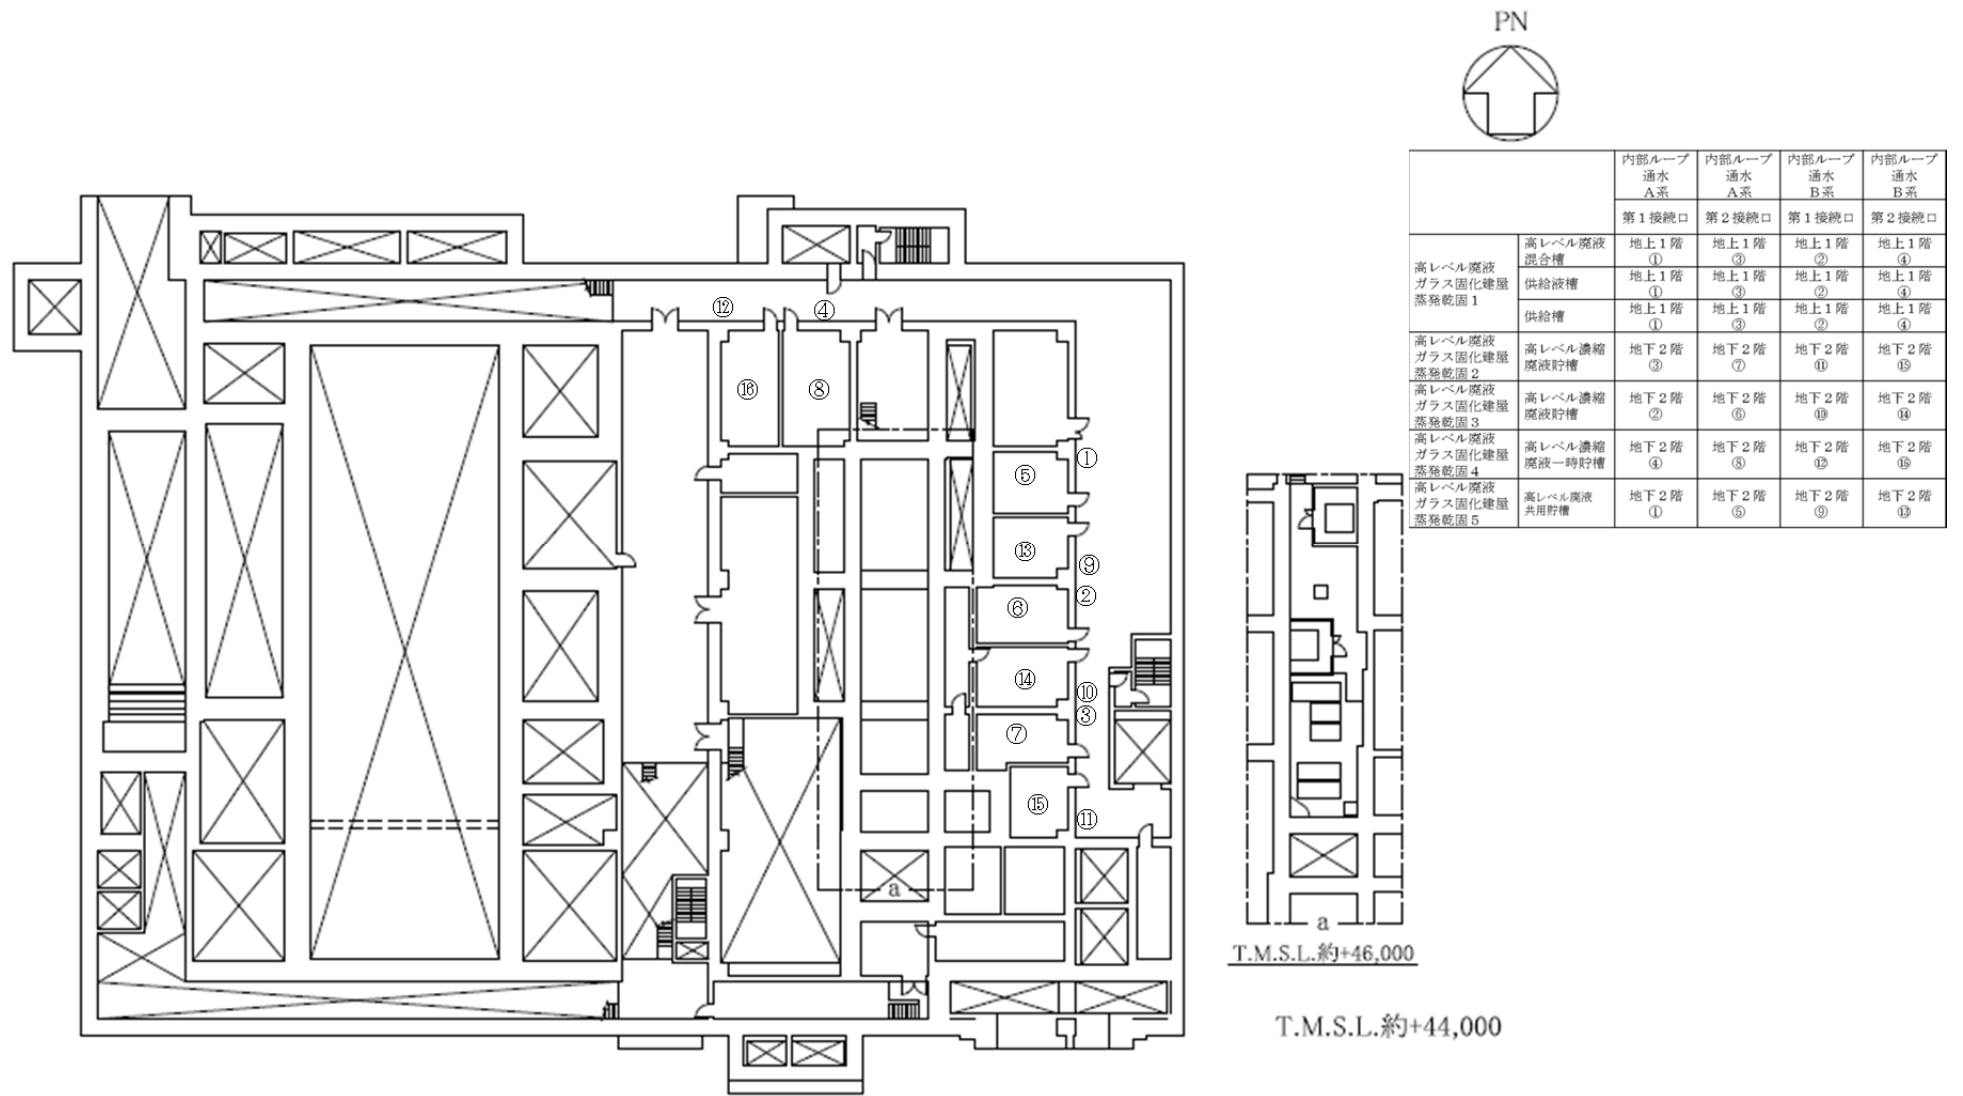 PN
内部ループ 内部ループ 内部ループ 内部ループ
通水 通水 通水 通水
A系 A系 B系 B系
第1接続口 第2接続口 第1接続口 第2接続口
高レベル廃液
ガラス固化建屋
蒸発乾固1
高レベル廃液 地上1階 地上1階 地上1階 地上1階
混合槽 ① ③ ② ④
供給液槽 地上1階 地上1階 地上1階 地上1階
① ③ ② ④
供給槽 地上1階 地上1階 地上1階 地上1階
① ③ ② ④
高レベル廃液
ガラス固化建屋
蒸発乾固2
高レベル濃縮 地下2階 地下2階 地下2階 地下2階
廃液貯槽 ③ ⑦ ⑪ ⑮
高レベル廃液
ガラス固化建屋
蒸発乾固3
高レベル濃縮 地下2階 地下2階 地下2階 地下2階
廃液貯槽 ② ⑥ ⑩ ⑭
高レベル廃液
ガラス固化建屋
蒸発乾固4
高レベル濃縮 地下2階 地下2階 地下2階 地下2階
廃液一時貯槽 ④ ⑧ ⑫ ⑯
高レベル廃液
ガラス固化建屋
蒸発乾固5
高レベル廃液 地下2階 地下2階 地下2階 地下2階
共用貯槽 ① ⑤ ⑨ ⑬
⑫
④
⑯
⑧
①
⑤
⑬
⑨
②
⑥
⑭
⑩
③
⑦
⑮
⑪
a
a
T.M.S.L.約+46,000
T.M.S.L.約+44,000